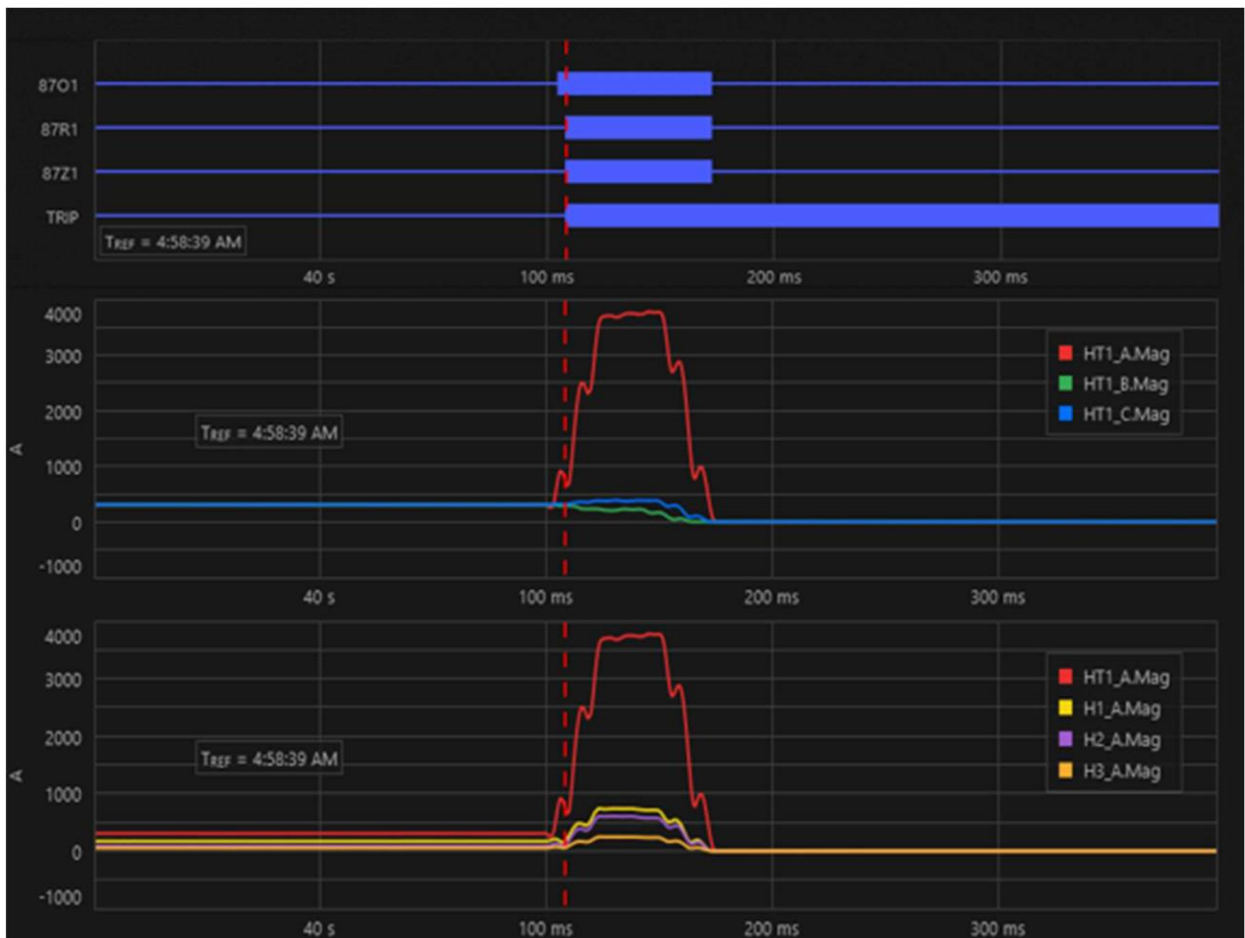 87O1
87R1
87Z1
TRIP
TREF = 4:58:39 AM
40 s 100 ms 200 ms 300 ms
4000
3000
2000
1000
0
-1000
A
TREF = 4:58:39 AM
HT1_A.Mag
HT1_B.Mag
HT1_C.Mag
40 s 100 ms 200 ms 300 ms
4000
3000
2000
1000
0
-1000
A
TREF = 4:58:39 AM
HT1_A.Mag
H1_A.Mag
H2_A.Mag
H3_A.Mag
40 s 100 ms 200 ms 300 ms